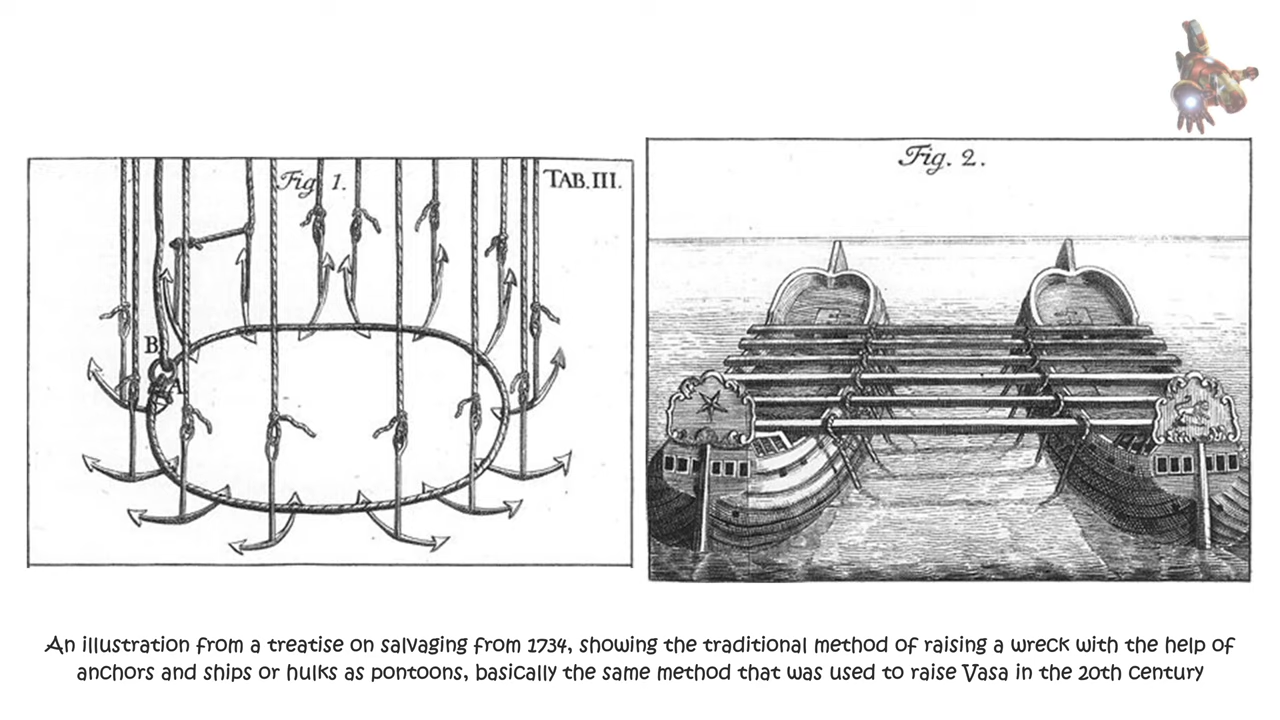 Fig. 1.
TAB. III.
B
A
Fig. 2.
An illustration from a treatise on salvaging from 1734, showing the traditional method of raising a wreck with the help of
anchors and ships or hulks as pontoons, basically the same method that was used to raise Vasa in the 20th century